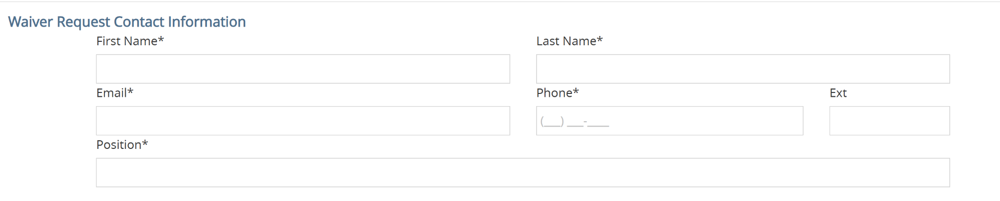 Waiver Request Contact Information
First Name* Last Name*
Email* Phone* Ext
(___) ___-____
Position*